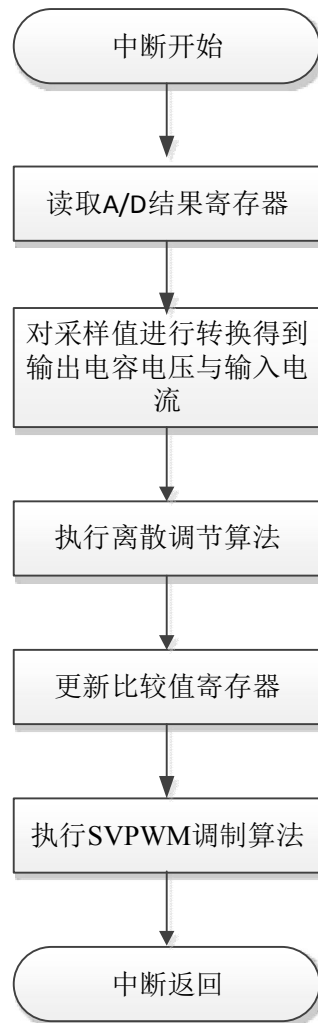 中断开始
读取A/D结果寄存器
对采样值进行转换得到
输出电容电压与输入电
流
执行离散调节算法
更新比较值寄存器
执行SVPWM调制算法
中断返回